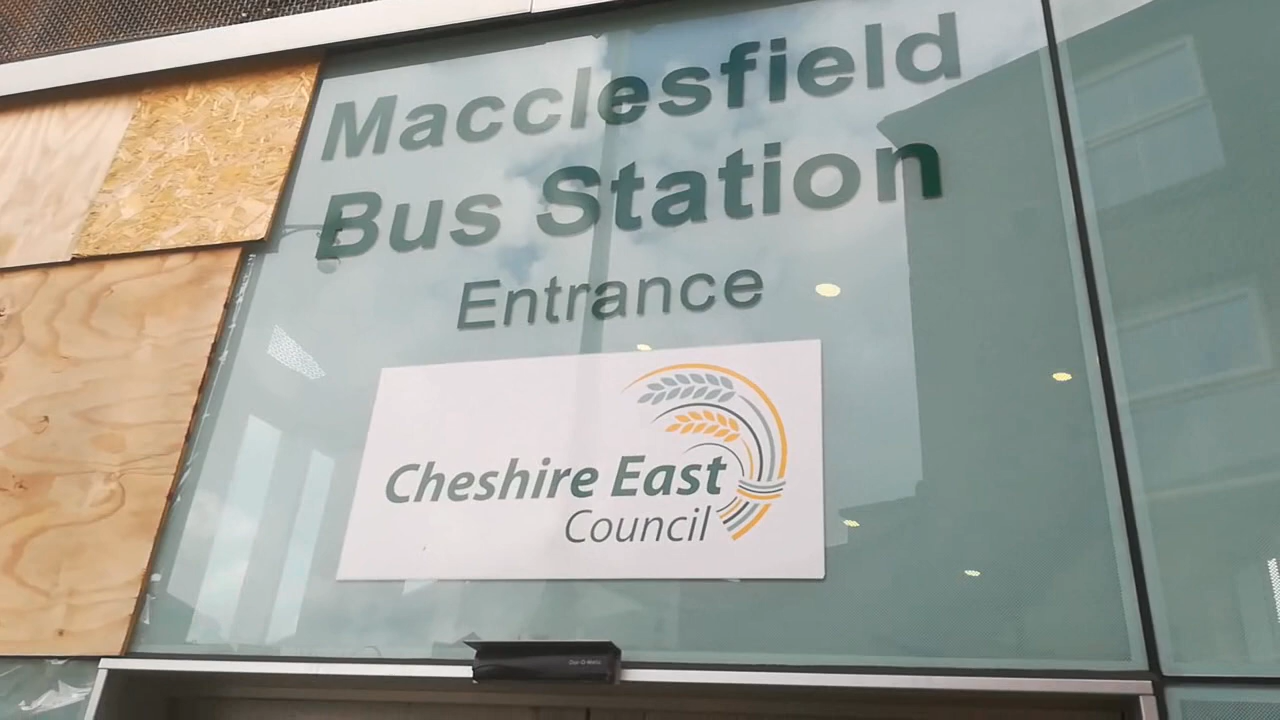 Macclesfield
Bus Station
Entrance
Cheshire East
Council